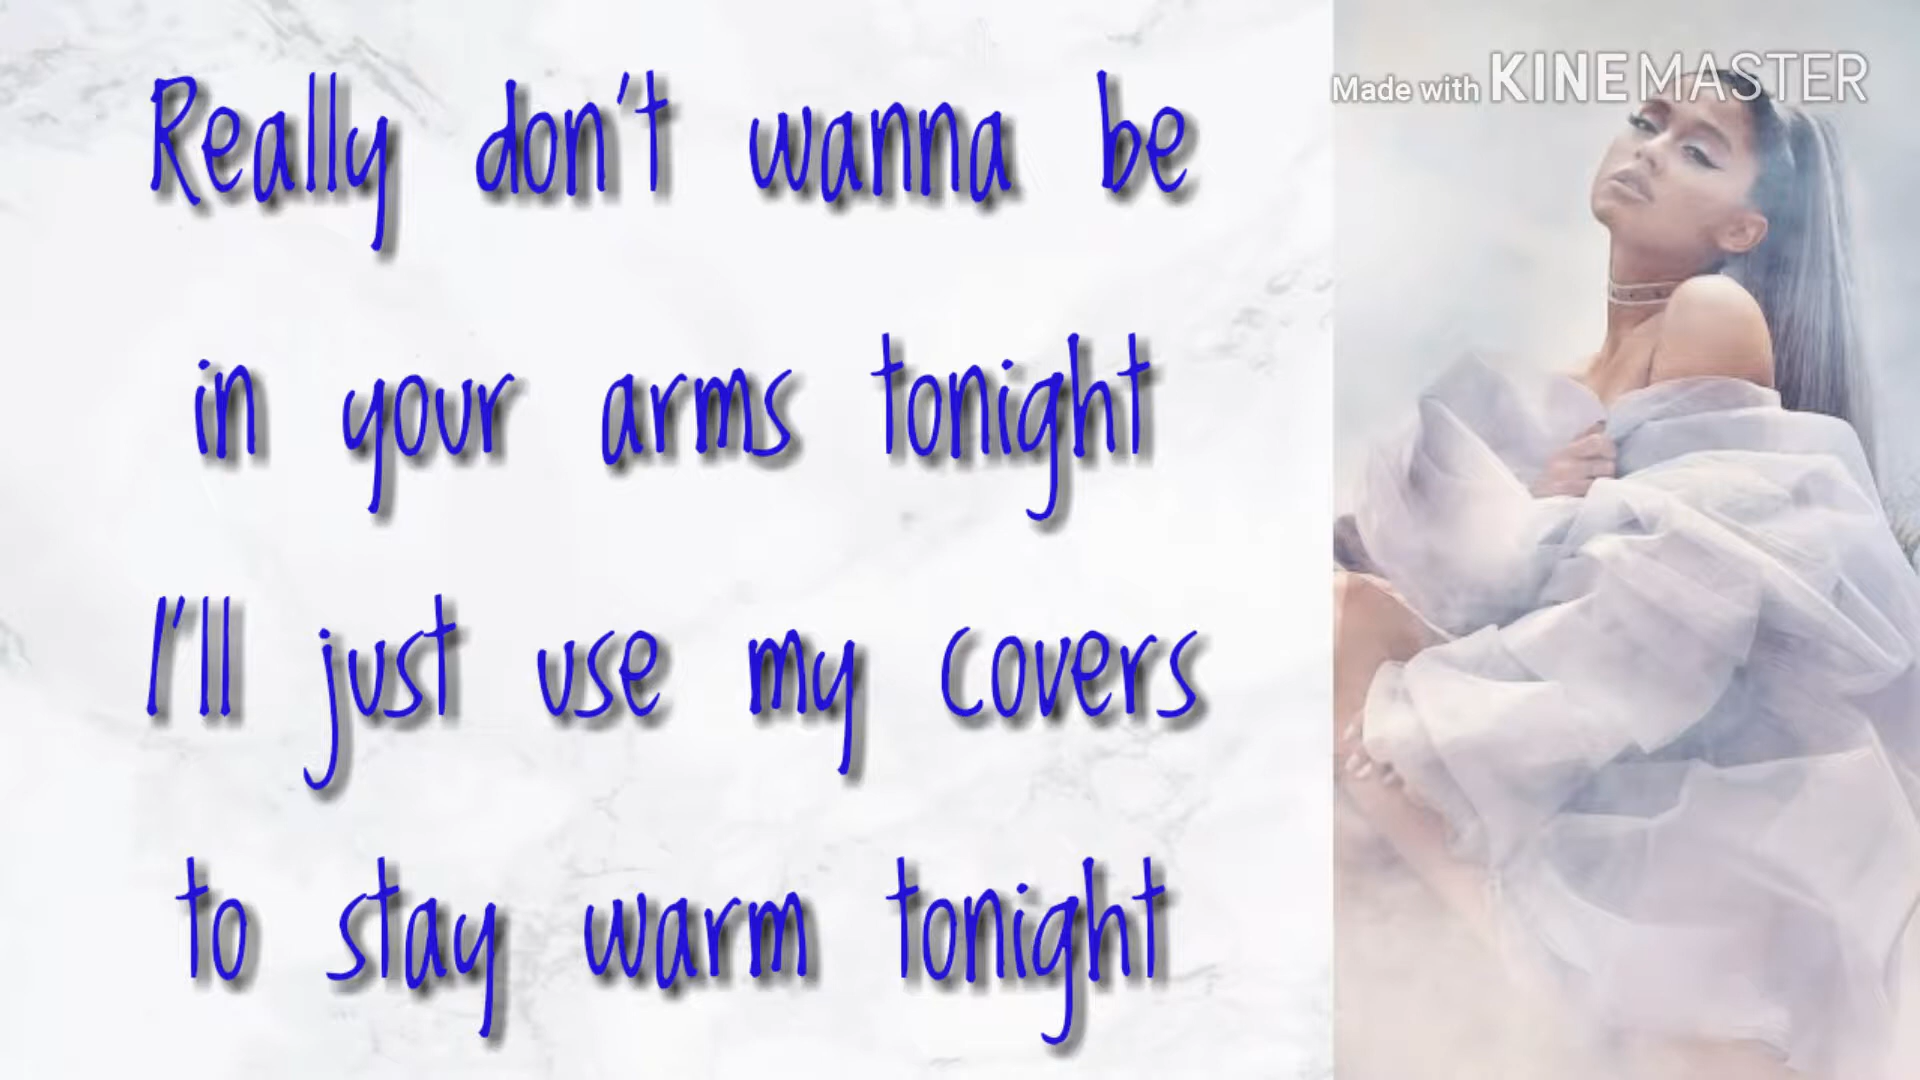 Really don't wanna be
in your arms tonight
I'll just use my covers
to stay warm tonight
Made with KINEMASTER